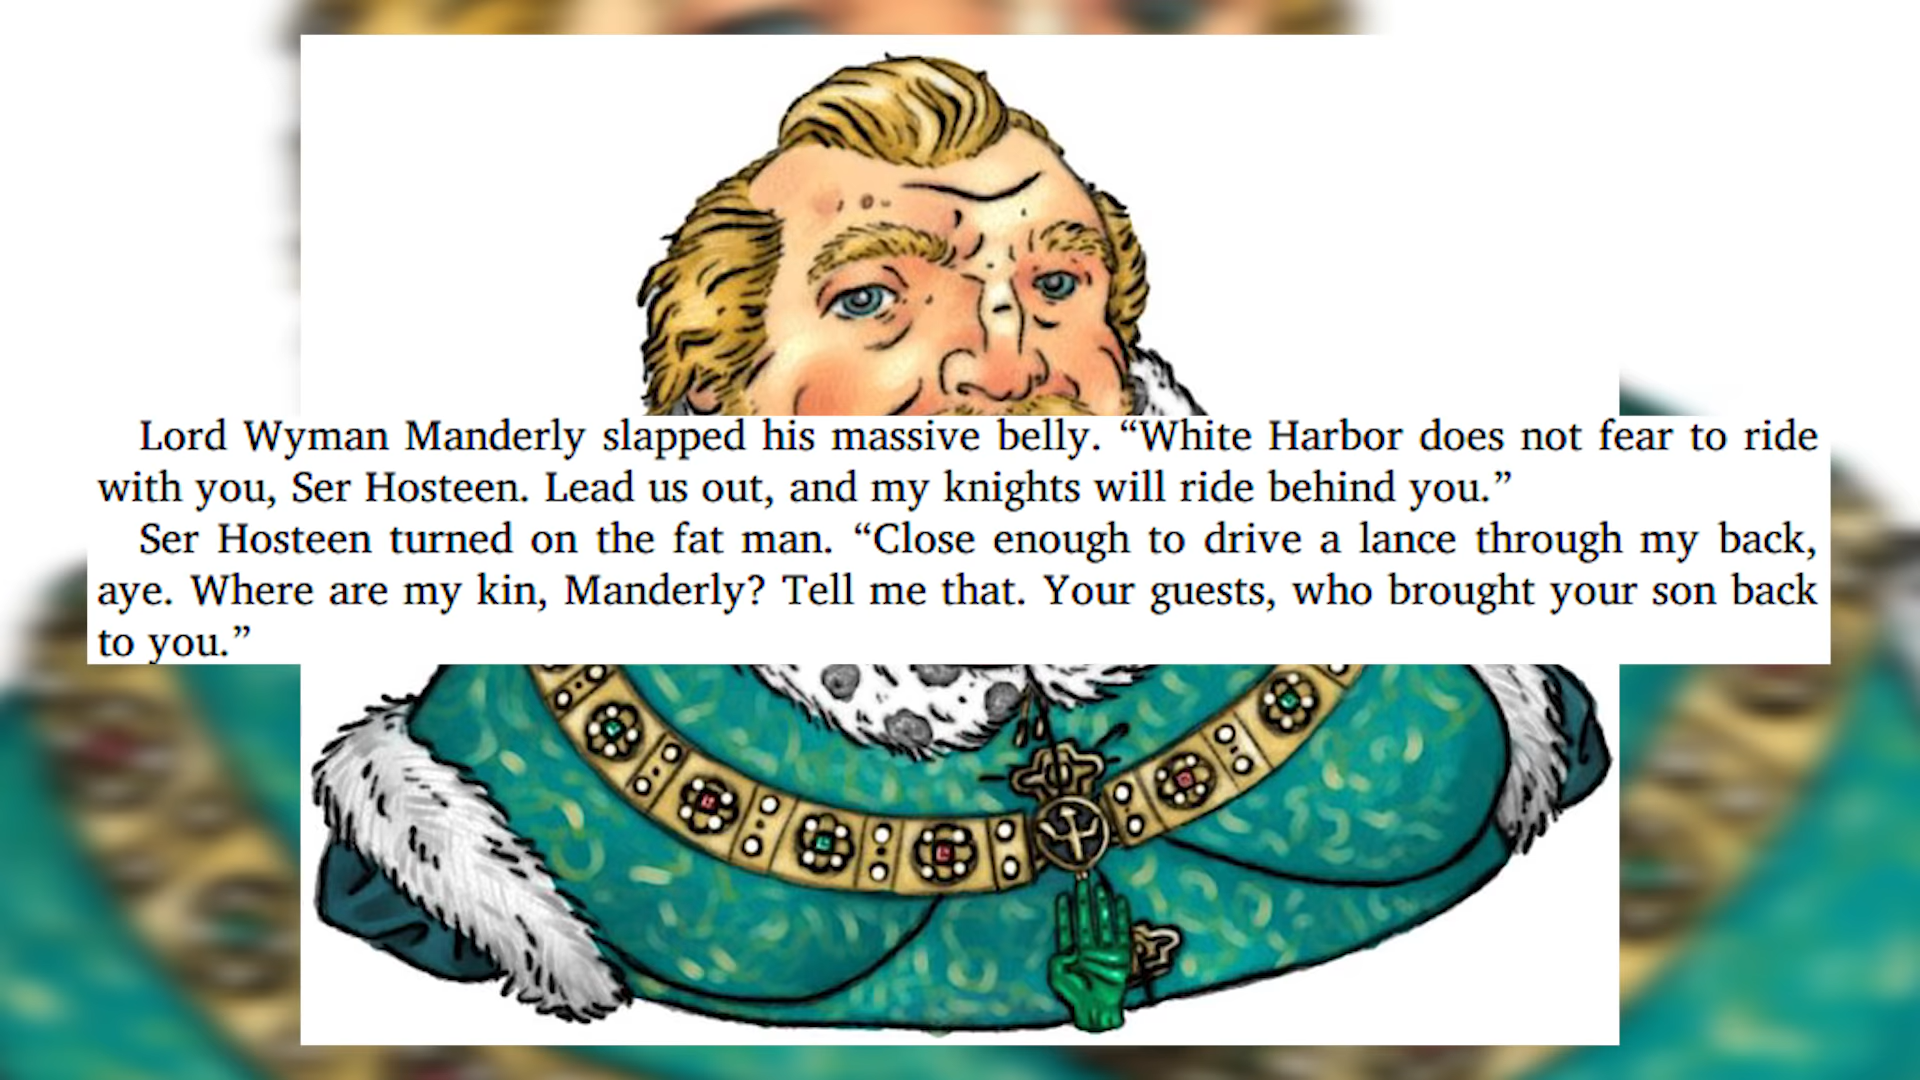 Lord Wyman Manderly slapped his massive belly. “White Harbor does not fear to ride
with you, Ser Hosteen. Lead us out, and my knights will ride behind you.”
Ser Hosteen turned on the fat man. “Close enough to drive a lance through my back,
aye. Where are my kin, Manderly? Tell me that. Your guests, who brought your son back
to you.”